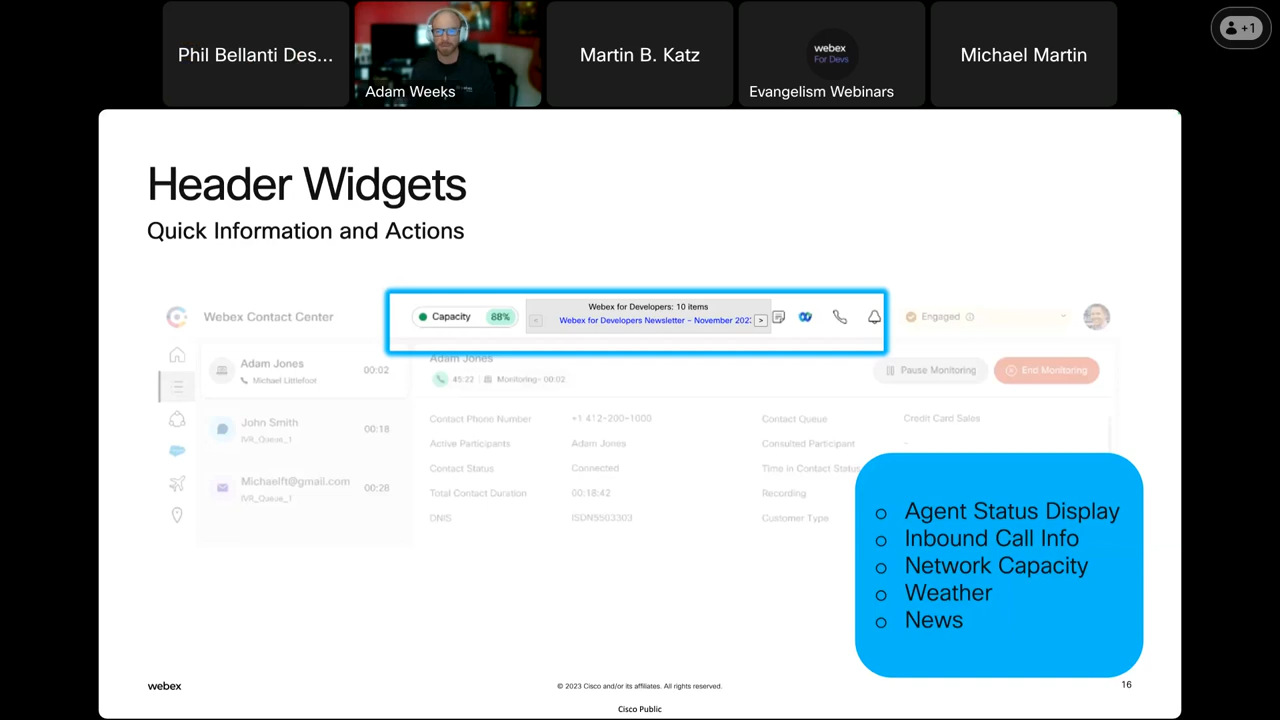 Phil Bellanti Des...
Adam Weeks
Martin B. Katz
webex
For Devs
Evangelism Webinars
Michael Martin
+1
Header Widgets
Quick Information and Actions
Webex Contact Center
Capacity 88%
Webex for Developers: 10 items
< Webex for Developers Newsletter - November 202 >
Engaged
Adam Jones
Michael Littlefoot
00:02
John Smith
IVR_Queue_1
00:18
Michaelft@gmail.com
IVR_Queue_1
00:28
Adam Jones
45:22 Monitoring- 00:02
Pause Monitoring
End Monitoring
Contact Phone Number +1 412-200-1000 Contact Queue Credit Card Sales
Active Participants Adam Jones Consulted Participant -
Contact Status Connected Time in Contact Status
Total Contact Duration 00:18:42 Recording
DNIS ISDN5503303 Customer Type
Agent Status Display
Inbound Call Info
Network Capacity
Weather
News
webex
© 2023 Cisco and/or its affiliates. All rights reserved.
16
Cisco Public